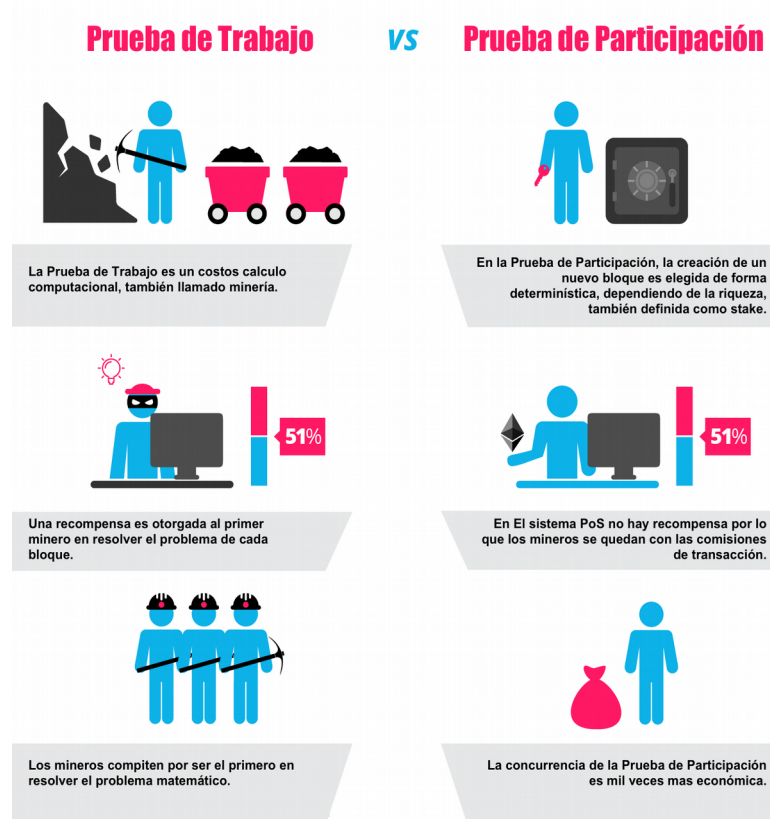 Prueba de Trabajo
VS
Prueba de Participación
La Prueba de Trabajo es un costos calculo
computacional, también llamado minería.
En la Prueba de Participación, la creación de un
nuevo bloque es elegida de forma
determinística, dependiendo de la riqueza,
también definida como stake.
51%
51%
Una recompensa es otorgada al primer
minero en resolver el problema de cada
bloque.
En El sistema PoS no hay recompensa por lo
que los mineros se quedan con las comisiones
de transacción.
Los mineros compiten por ser el primero en
resolver el problema matemático.
La concurrencia de la Prueba de Participación
es mil veces mas económica.